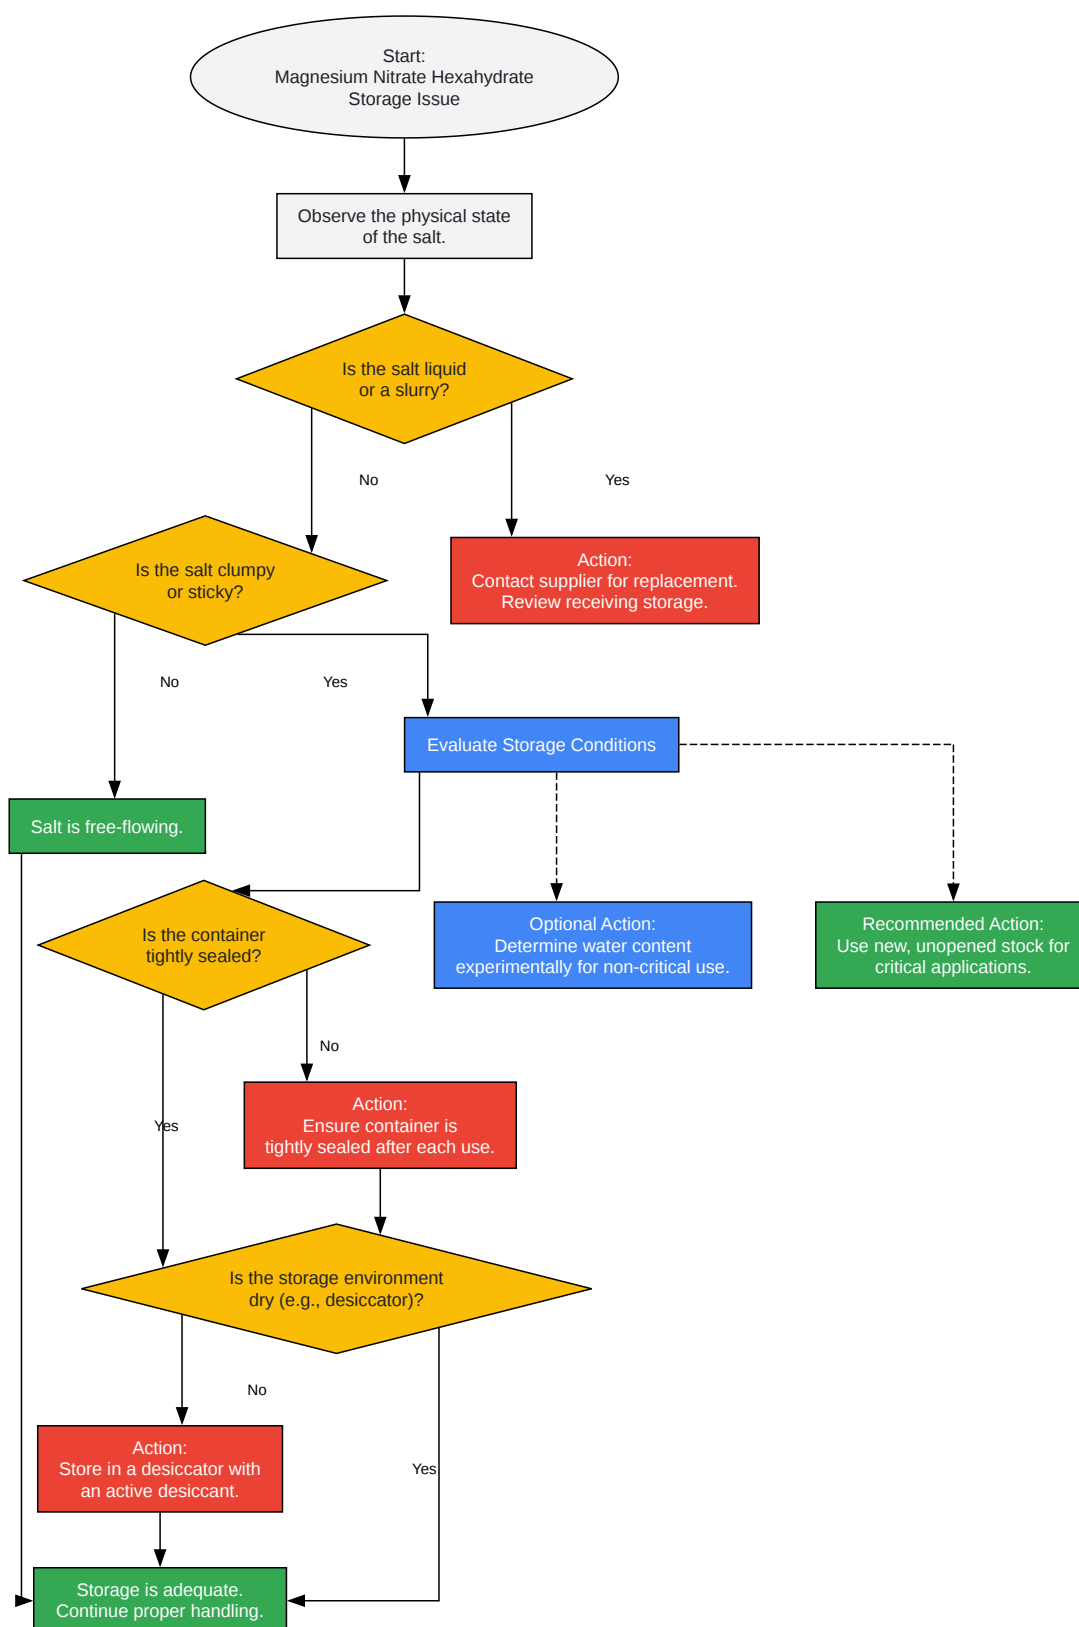 Start:
Magnesium Nitrate Hexahydrate
Storage Issue
Observe the physical state
of the salt.
Is the salt liquid
or a slurry?
No
Yes
Is the salt clumpy
or sticky?
Action:
Contact supplier for replacement.
Review receiving storage.
No
Yes
Evaluate Storage Conditions
Salt is free-flowing.
Is the container
tightly sealed?
Optional Action:
Determine water content
experimentally for non-critical use.
Recommended Action:
Use new, unopened stock for
critical applications.
No
Yes
Action:
Ensure container is
tightly sealed after each use.
Is the storage environment
dry (e.g., desiccator)?
No
Yes
Action:
Store in a desiccator with
an active desiccant.
Storage is adequate.
Continue proper handling.